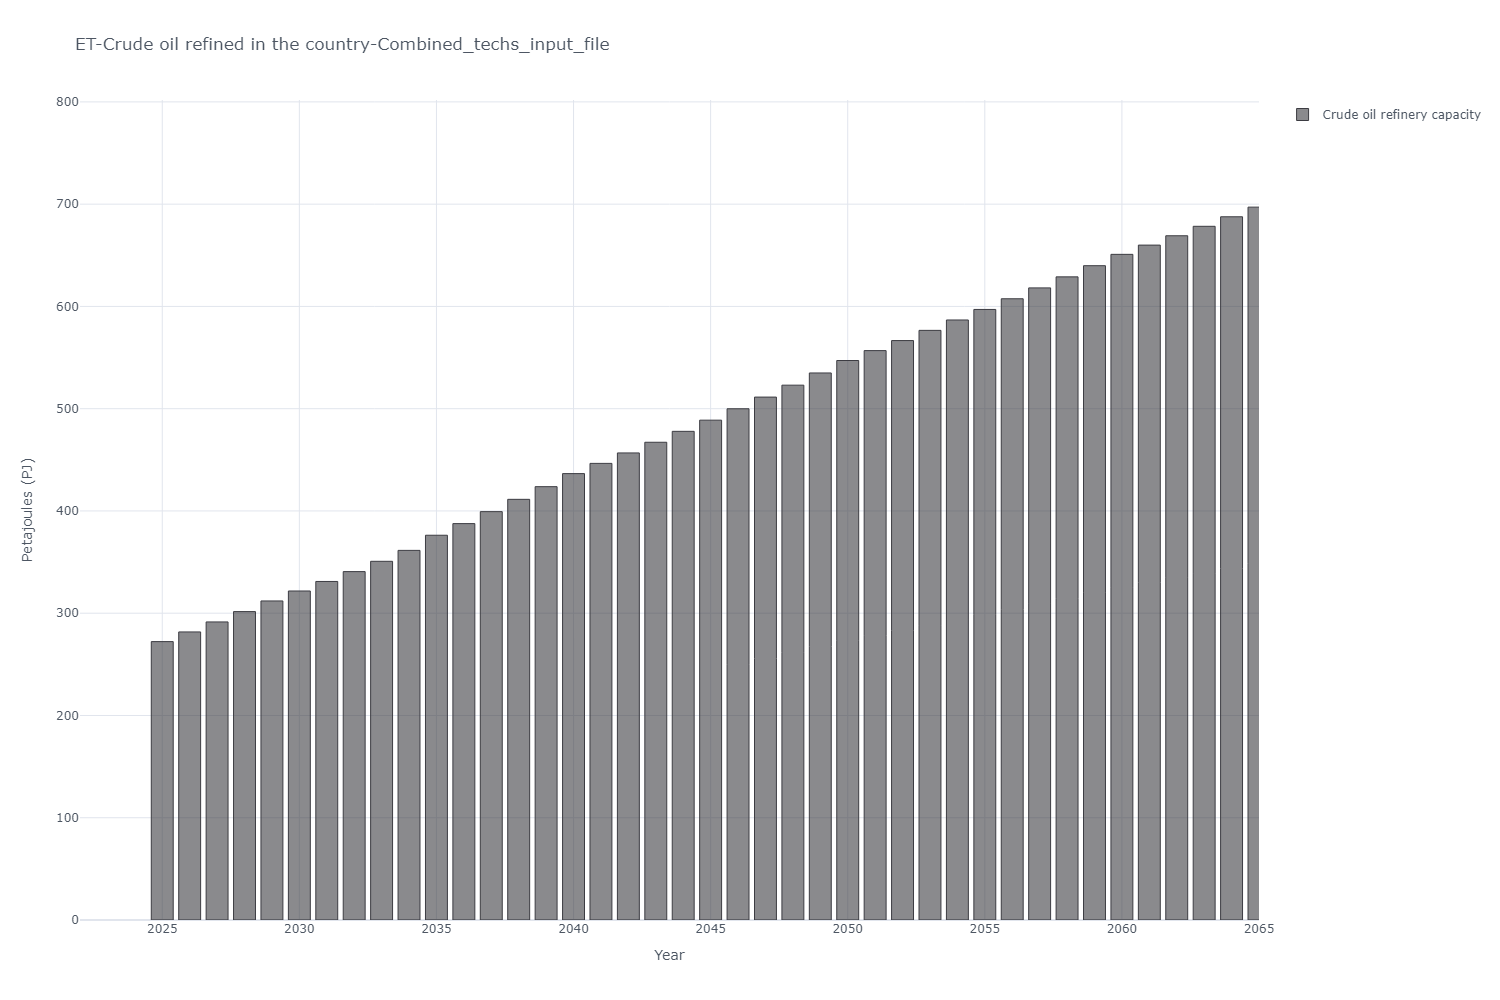 ET-Crude oil refined in the country-Combined_techs_input_file
Crude oil refinery capacity
800
700
600
500
400
300
200
100
0
Petajoules (PJ)
2025 2030 2035 2040 2045 2050 2055 2060 2065
Year